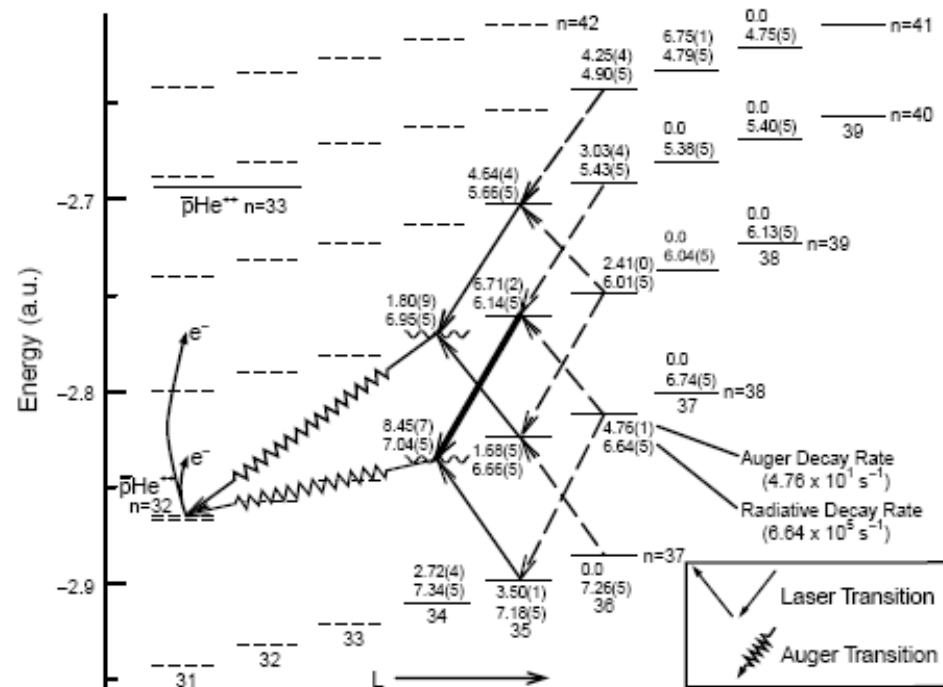 n=42
0.0
4.75(5)
n=41
6.75(1)
4.79(5)
4.25(4)
4.90(5)
0.0
5.40(5)
39
n=40
0.0
5.38(5)
3.03(4)
5.43(5)
4.64(4)
5.66(5)
−2.7
p̅He⁺⁺ n=33
0.0
6.13(5)
38
n=39
0.0
6.04(5)
2.41(0)
6.01(5)
6.71(2)
6.14(5)
1.80(9)
6.95(5)
e⁻
Energy (a.u.)
−2.8
0.0
6.74(5)
37
n=38
4.76(1)
6.64(5)
8.45(7)
7.04(5)
1.68(5)
6.66(5)
e⁻
Auger Decay Rate
(4.76 x 10¹ s⁻¹)
Radiative Decay Rate
(6.64 x 10⁵ s⁻¹)
p̅He⁺⁺
n=32
n=37
0.0
7.26(5)
36
−2.9
2.72(4)
7.34(5)
34
3.50(1)
7.18(5)
35
33
32
31
L
Laser Transition
Auger Transition